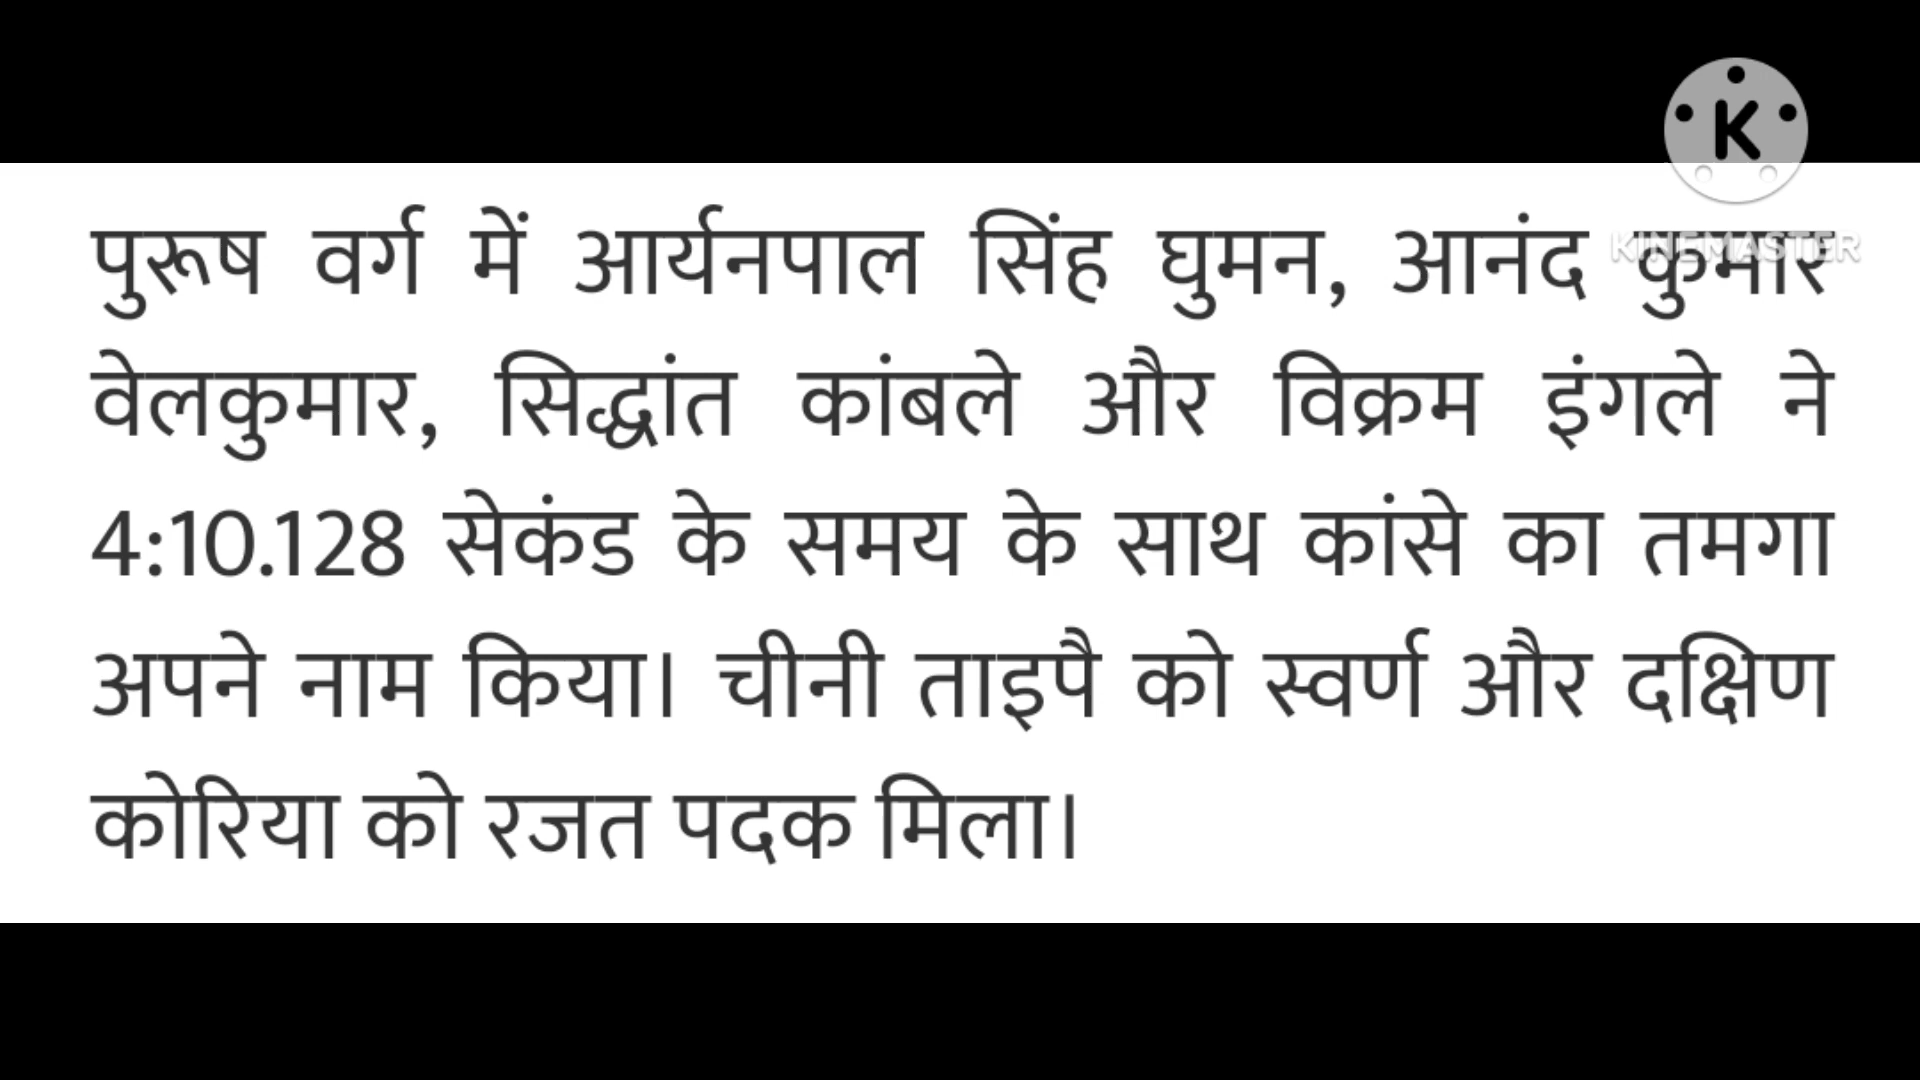 K
KINEMASTER
पुरूष वर्ग में आर्यनपाल सिंह घुमन, आनंद कुमार
वेलकुमार, सिद्धांत कांबले और विक्रम इंगले ने
4:10.128 सेकंड के समय के साथ कांसे का तमगा
अपने नाम किया। चीनी ताइपै को स्वर्ण और दक्षिण
कोरिया को रजत पदक मिला।